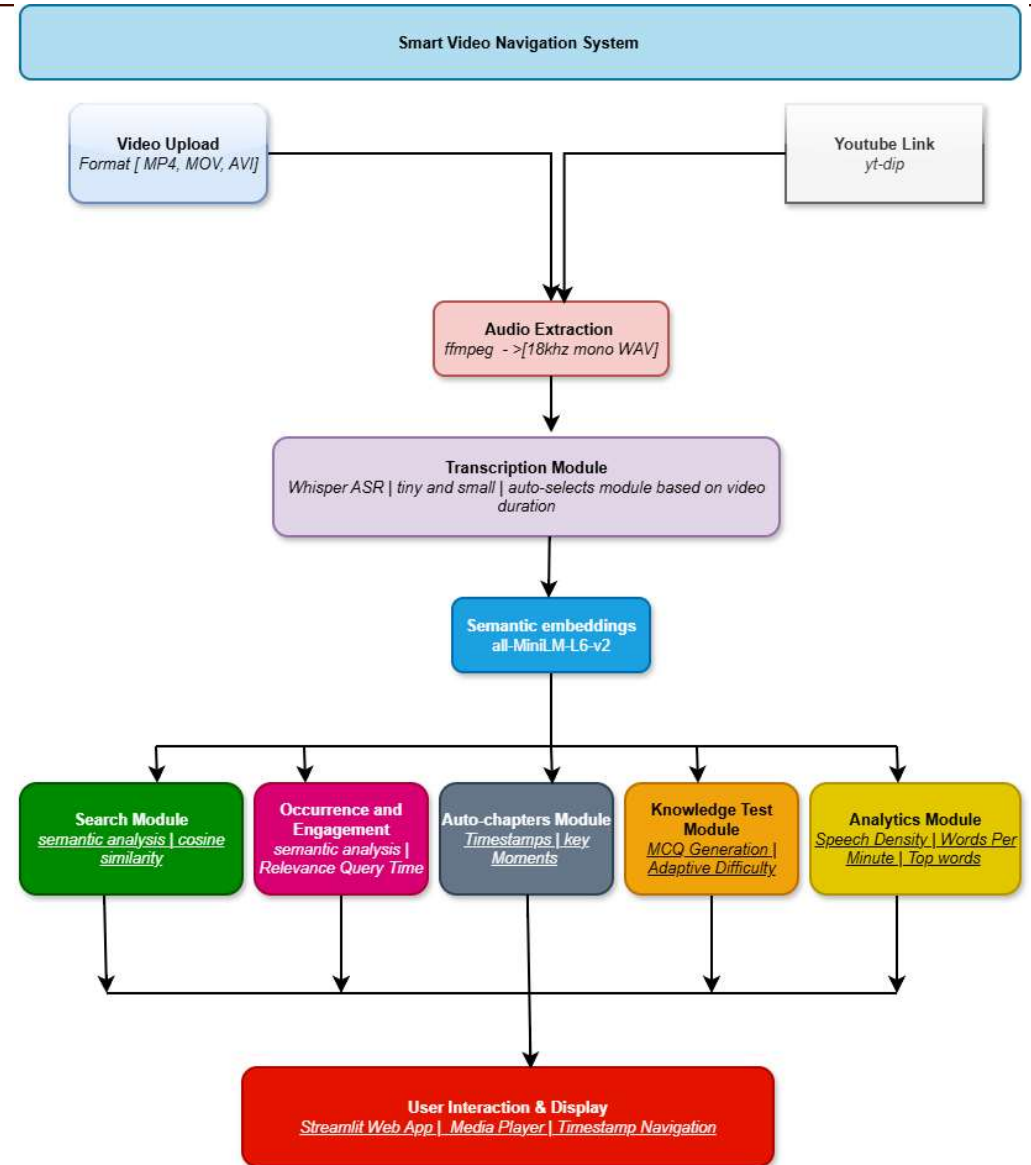 Smart Video Navigation System
Video Upload
Format [ MP4, MOV, AVI]
Youtube Link
yt-dip
Audio Extraction
ffmpeg - >[18khz mono WAV]
Transcription Module
Whisper ASR | tiny and small | auto-selects module based on video
duration
Semantic embeddings
all-MiniLM-L6-v2
Search Module
semantic analysis | cosine
similarity
Occurrence and
Engagement
semantic analysis |
Relevance Query Time
Auto-chapters Module
Timestamps | key
Moments
Knowledge Test
Module
MCQ Generation |
Adaptive Difficulty
Analytics Module
Speech Density | Words Per
Minute | Top words
User Interaction & Display
Streamlit Web App | Media Player | Timestamp Navigation